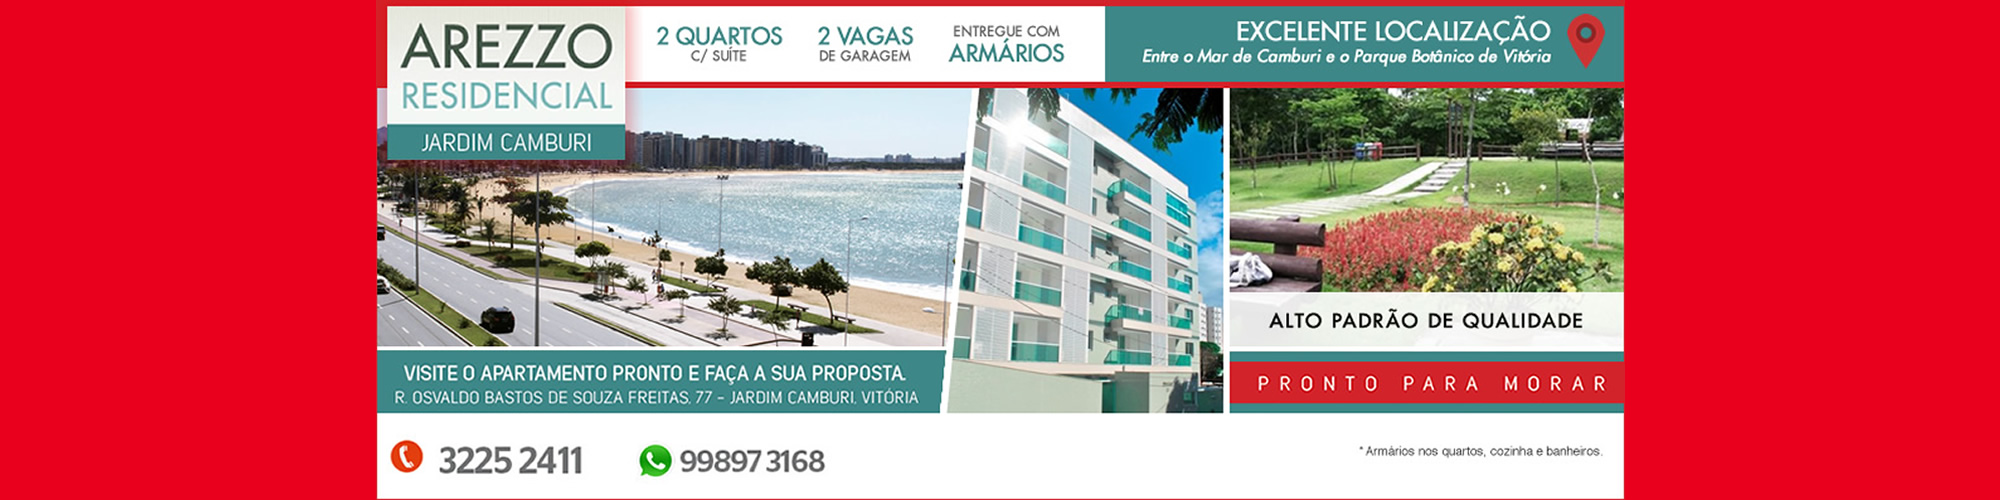 AREZZO
RESIDENCIAL
JARDIM CAMBURI
2 QUARTOS
C/ SUÍTE
2 VAGAS
DE GARAGEM
ENTREGUE COM
ARMÁRIOS
EXCELENTE LOCALIZAÇÃO
Entre o Mar de Camburi e o Parque Botânico de Vitória
ALTO PADRÃO DE QUALIDADE
VISITE O APARTAMENTO PRONTO E FAÇA A SUA PROPOSTA.
R. OSVALDO BASTOS DE SOUZA FREITAS, 77 - JARDIM CAMBURI, VITÓRIA
PRONTO PARA MORAR
3225 2411
99897 3168
* Armários nos quartos, cozinha e banheiros.